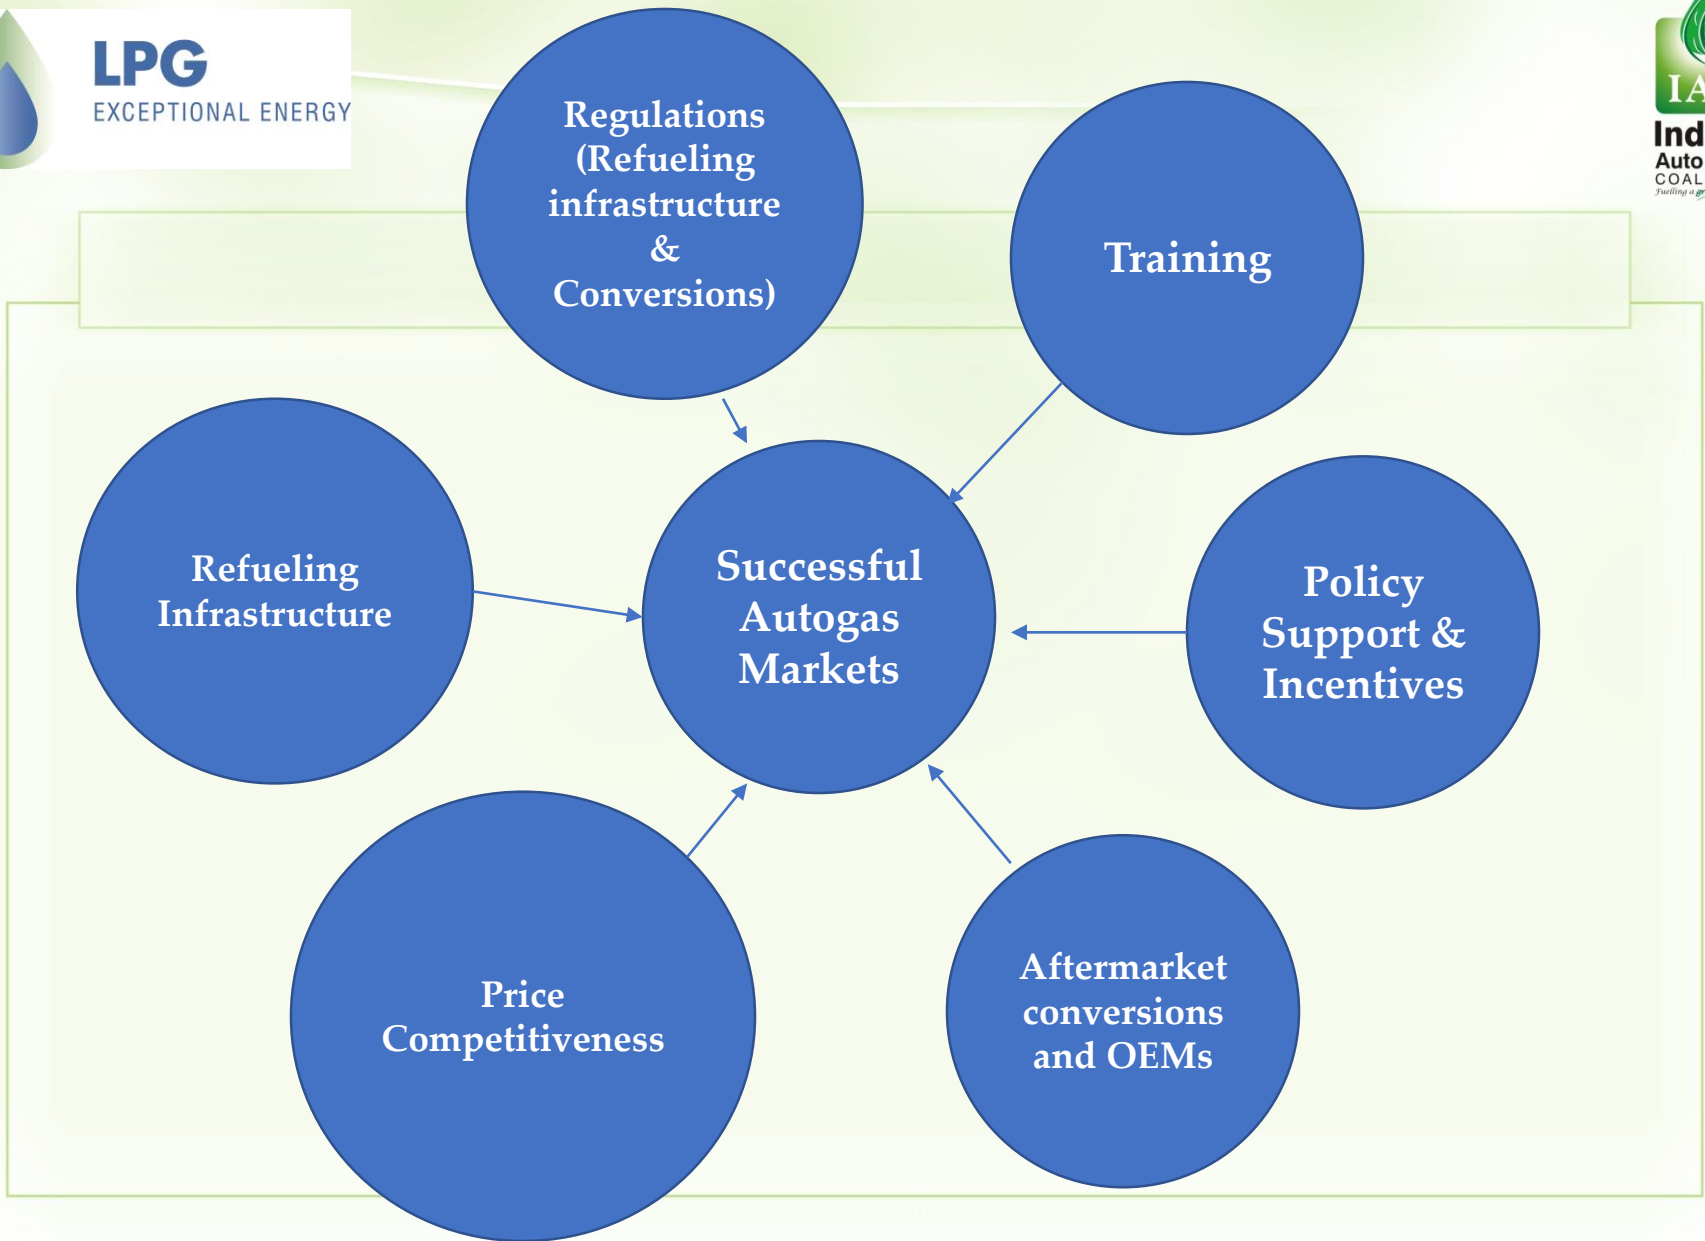 LPG
EXCEPTIONAL ENERGY
Regulations
(Refueling
infrastructure
&
Conversions)
Training
Refueling
Infrastructure
Successful
Autogas
Markets
Policy
Support &
Incentives
Price
Competitiveness
Aftermarket
conversions
and OEMs
Ind
Auto
COAL
Fuelling a